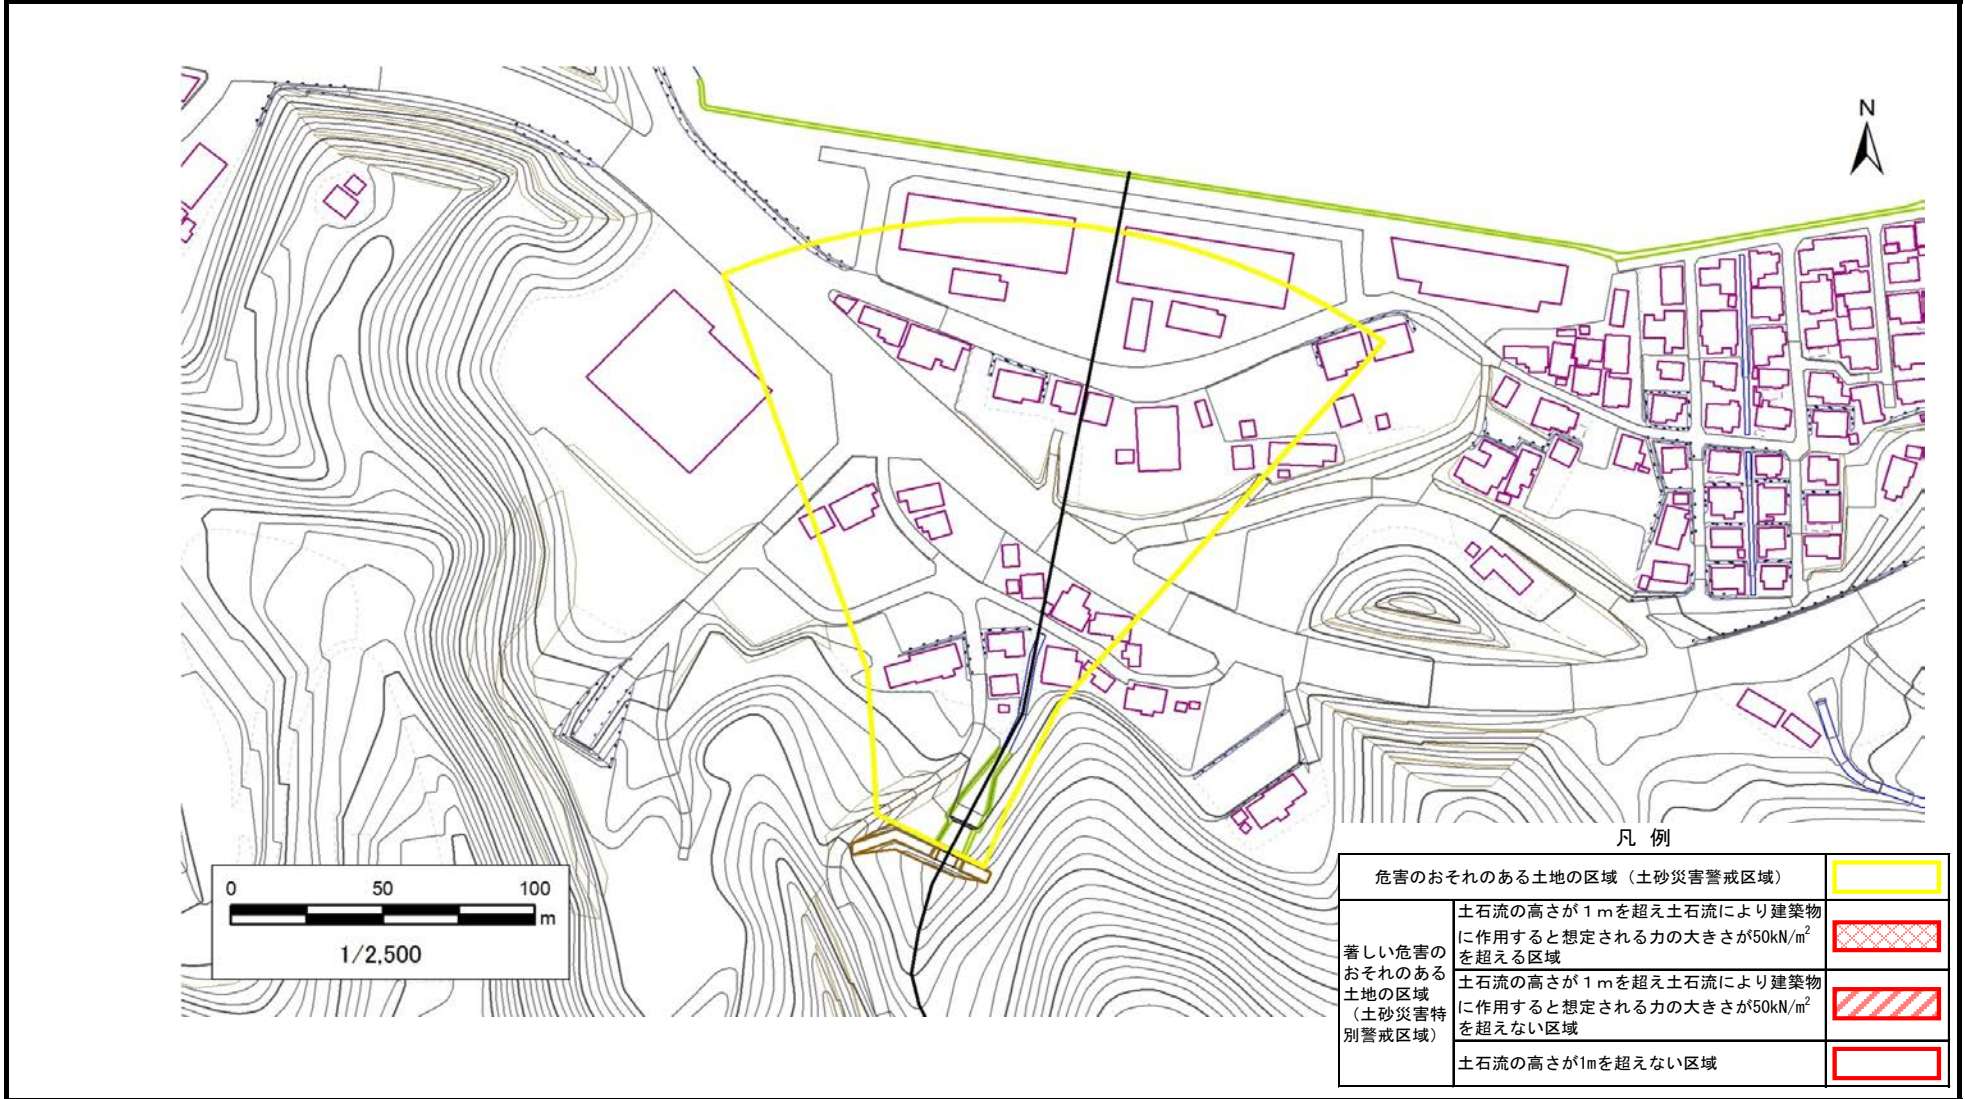 N
0 50 100
m
1/2,500
凡 例
危害のおそれのある土地の区域（土砂災害警戒区域）
著しい危害の
おそれのある
土地の区域
（土砂災害特
別警戒区域）
土石流の高さが１ｍを超え土石流により建築物
に作用すると想定される力の大きさが50kN/m²
を超える区域
土石流の高さが１ｍを超え土石流により建築物
に作用すると想定される力の大きさが50kN/m²
を超えない区域
土石流の高さが1mを超えない区域